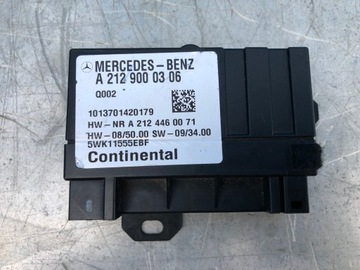 MERCEDES-BENZ
A 212 900 03 06
Q002
1013701420179
HW-NR A 212 446 00 71
HW-08/50.00 SW-09/34.00
5WK11555EBF
Continental